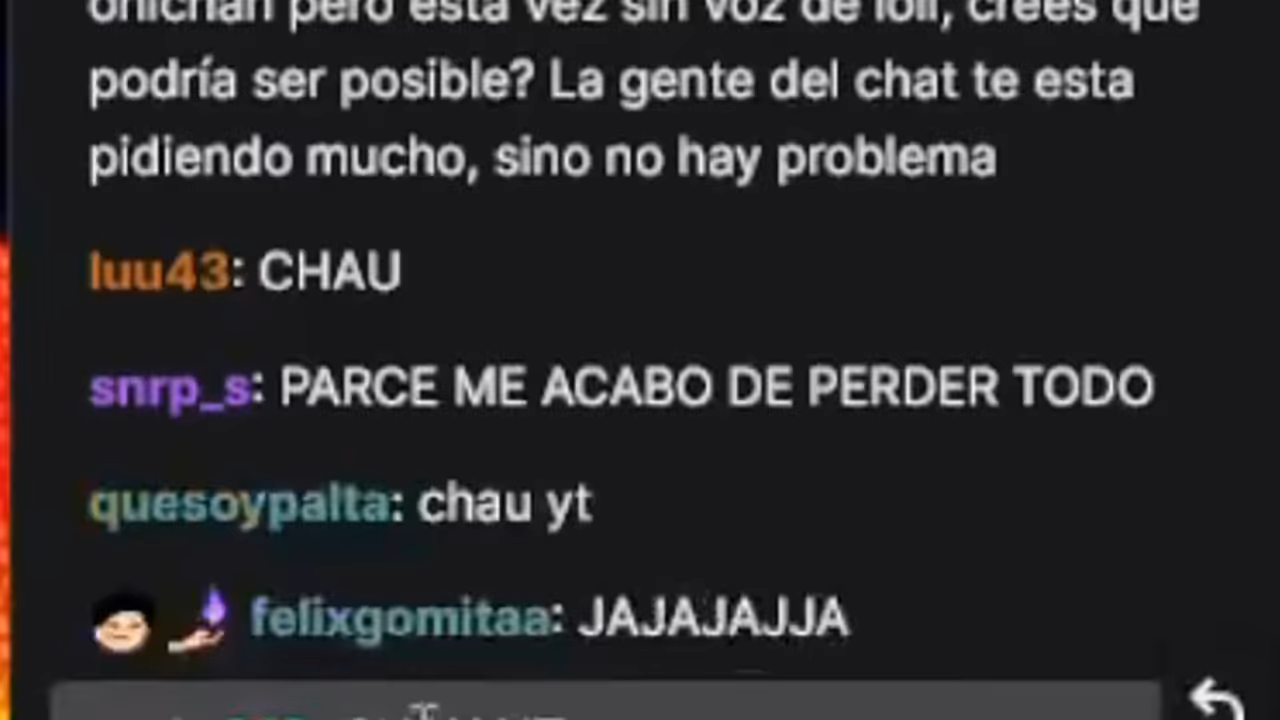 onichan pero esta vez sin voz de loli, crees que
podría ser posible? La gente del chat te esta
pidiendo mucho, sino no hay problema
luu43: CHAU
snrp_s: PARCE ME ACABO DE PERDER TODO
quesoypalta: chau yt
felixgomitaa: JAJAJAJJA